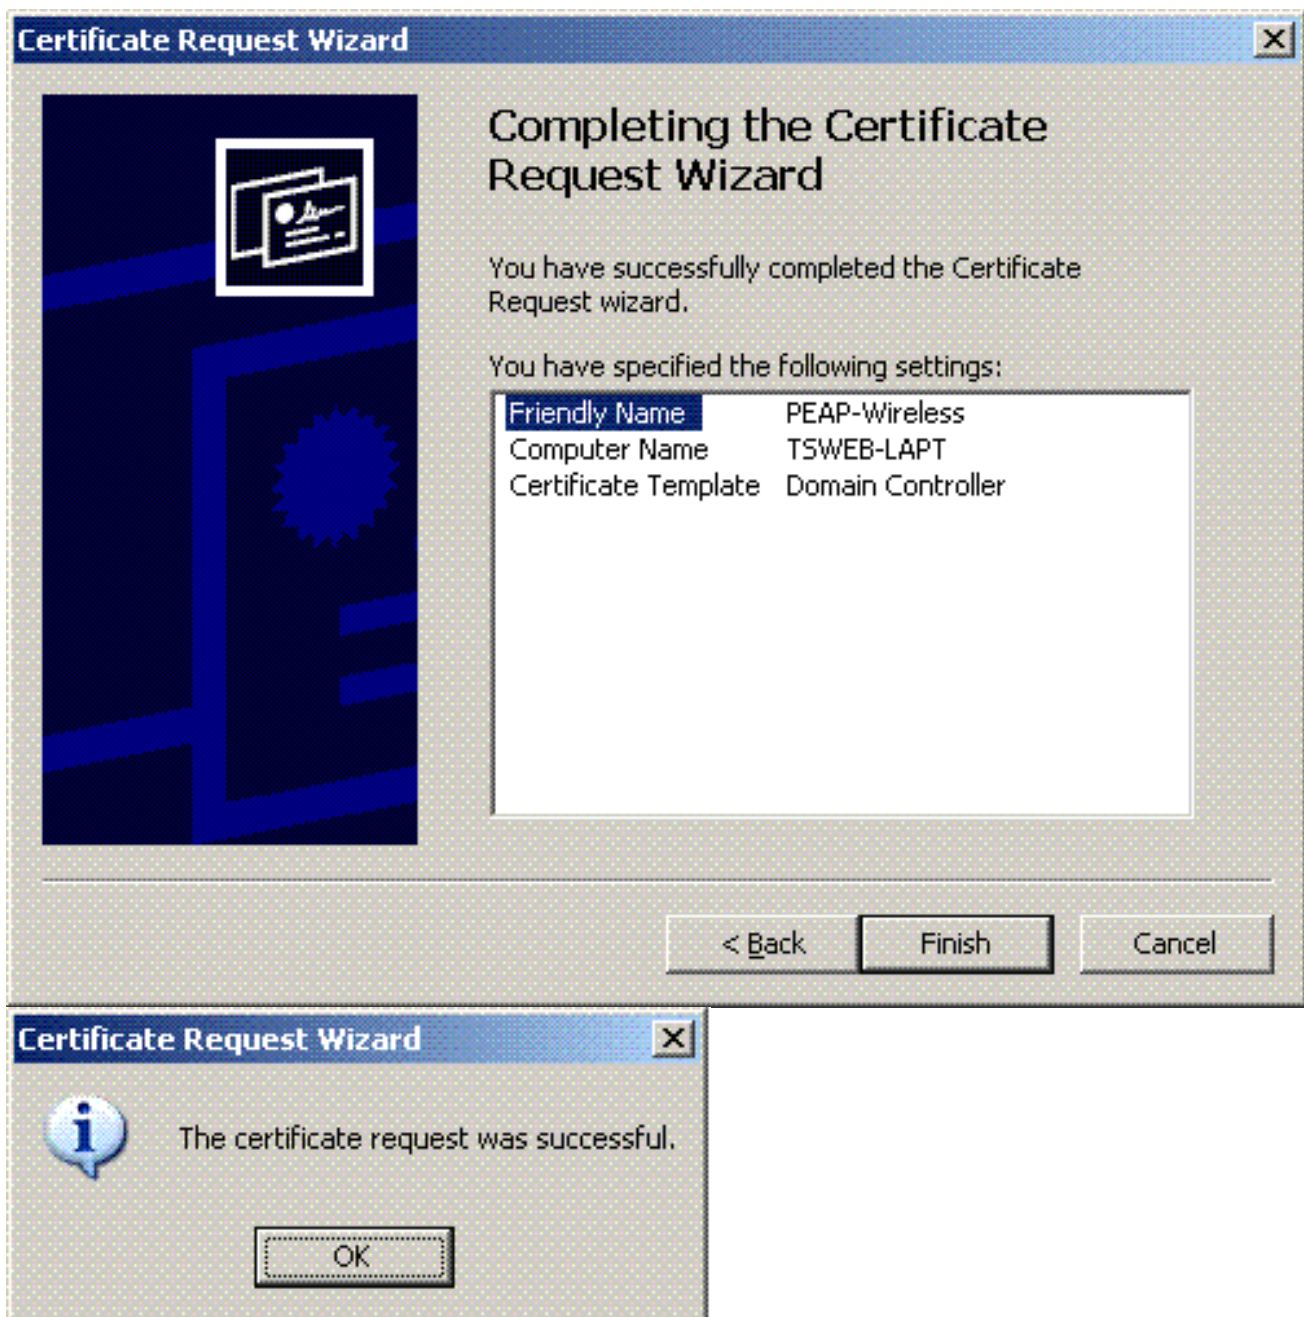 Certificate Request Wizard
Completing the Certificate
Request Wizard
You have successfully completed the Certificate
Request wizard.
You have specified the following settings:
Friendly Name PEAP-Wireless
Computer Name TSWEB-LAPT
Certificate Template Domain Controller
< Back Finish Cancel
Certificate Request Wizard
The certificate request was successful.
OK